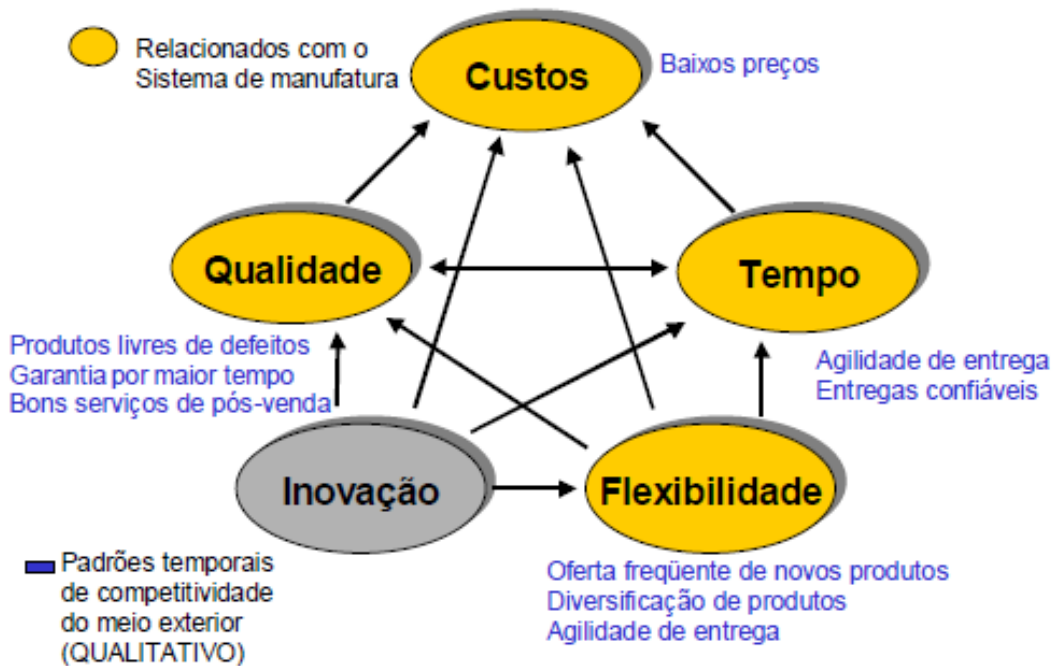 Relacionados com o
Sistema de manufatura
Custos
Baixos preços
Qualidade
Tempo
Produtos livres de defeitos
Garantia por maior tempo
Bons serviços de pós-venda
Agilidade de entrega
Entregas confiáveis
Inovação
Flexibilidade
Padrões temporais
de competitividade
do meio exterior
(QUALITATIVO)
Oferta freqüente de novos produtos
Diversificação de produtos
Agilidade de entrega